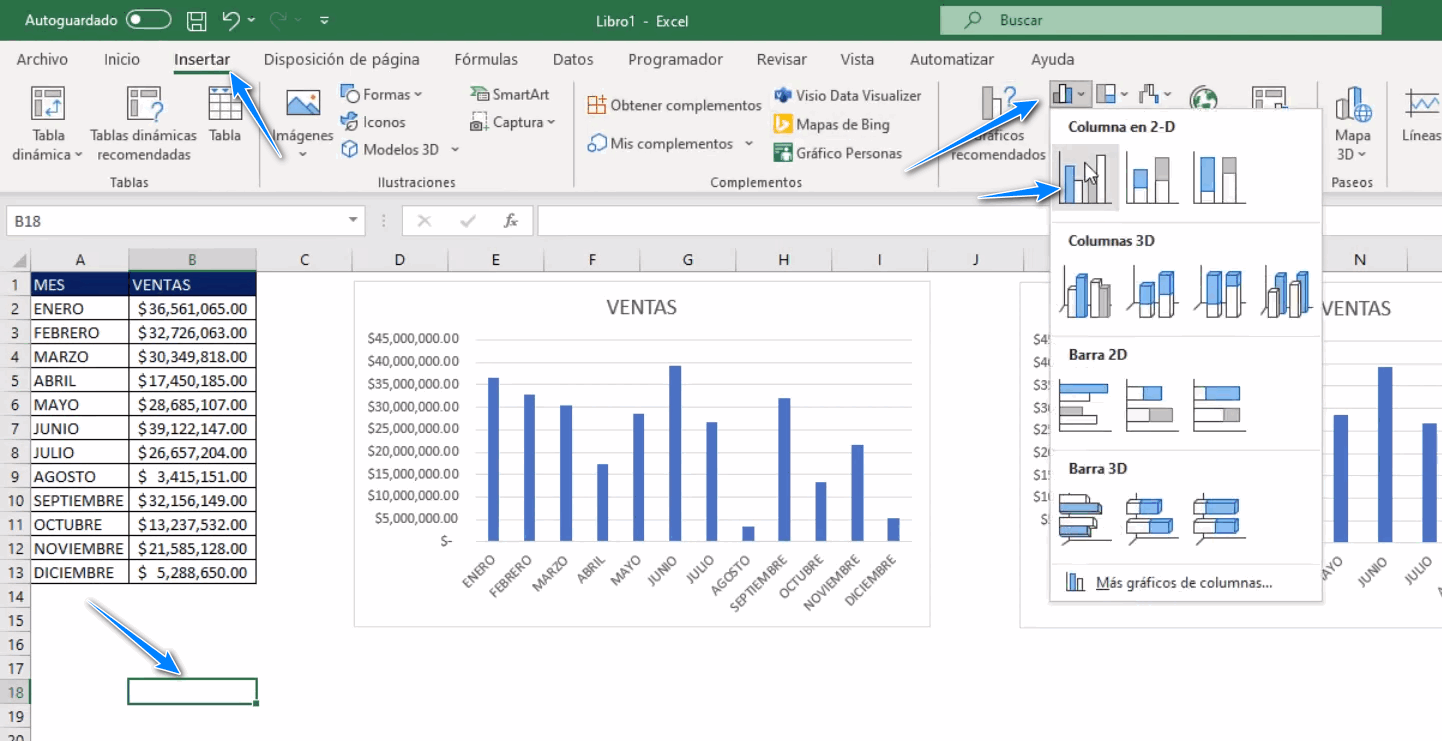 Autoguardado
Libro1 - Excel
Buscar
Archivo Inicio Insertar Disposición de página Fórmulas Datos Programador Revisar Vista Automatizar Ayuda
Tabla dinámica
Tablas dinámicas recomendadas
Tabla
Tablas
Imágenes
Formas
Iconos
Modelos 3D
SmartArt
Captura
Ilustraciones
Obtener complementos
Mis complementos
Visio Data Visualizer
Mapas de Bing
Gráfico Personas
Complementos
recomendados
Mapa 3D
Paseos
Líneas
B18
fx
A B C D E F G H I J N
1 MES VENTAS
2 ENERO $36,561,065.00
3 FEBRERO $32,726,063.00
4 MARZO $30,349,818.00
5 ABRIL $17,450,185.00
6 MAYO $28,685,107.00
7 JUNIO $39,122,147.00
8 JULIO $26,657,204.00
9 AGOSTO $ 3,415,151.00
10 SEPTIEMBRE $32,156,149.00
11 OCTUBRE $13,237,532.00
12 NOVIEMBRE $21,585,128.00
13 DICIEMBRE $ 5,288,650.00
14
15
16
17
18
19
20
VENTAS
$45,000,000.00
$40,000,000.00
$35,000,000.00
$30,000,000.00
$25,000,000.00
$20,000,000.00
$15,000,000.00
$10,000,000.00
$5,000,000.00
$-
ENERO FEBRERO MARZO ABRIL MAYO JUNIO JULIO AGOSTO SEPTIEMBRE OCTUBRE NOVIEMBRE DICIEMBRE
Columna en 2-D
Columnas 3D
Barra 2D
Barra 3D
Más gráficos de columnas...
VENTAS
JUNIO JULIO